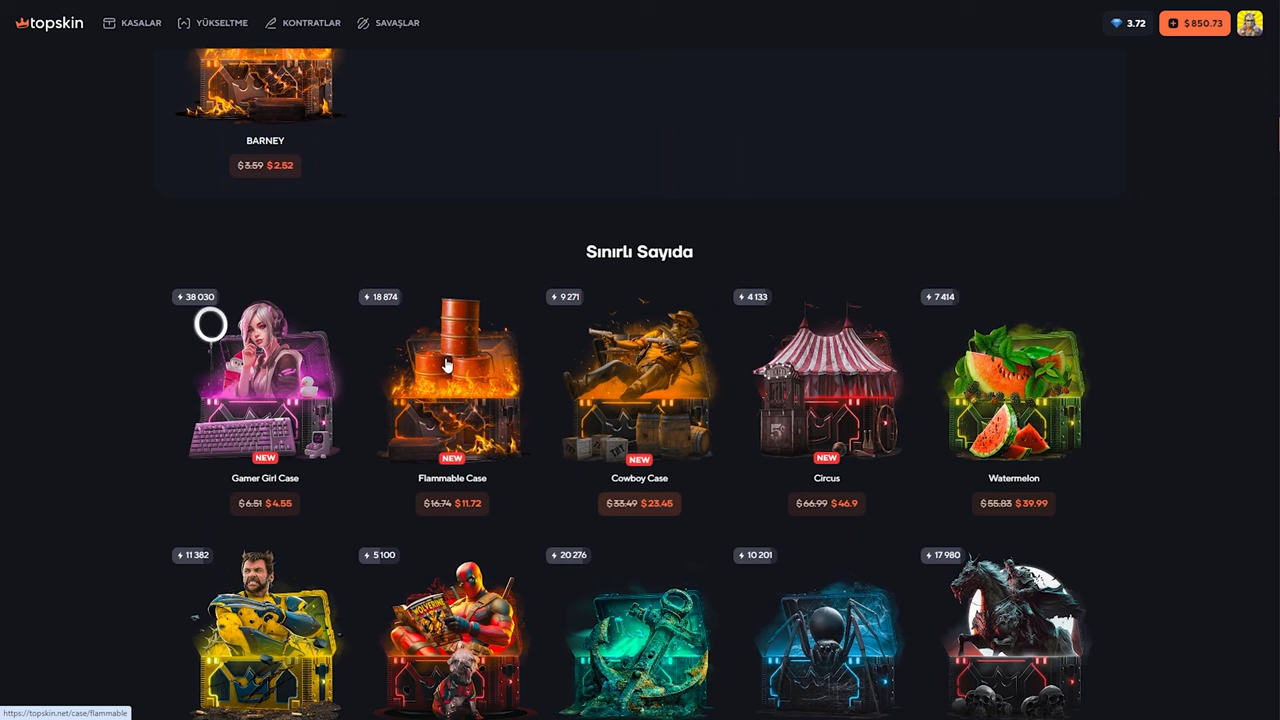 topskin
KASALAR
YÜKSELTME
KONTRATLAR
SAVAŞLAR
3.72
$850.73
BARNEY
$3.59 $2.52
Sınırlı Sayıda
38 030
18 874
9 271
4 133
7 414
NEW
NEW
NEW
NEW
Gamer Girl Case
Flammable Case
Cowboy Case
Circus
Watermelon
$6.51 $4.55
$16.74 $11.72
$33.49 $23.45
$66.99 $46.9
$55.83 $39.99
11 382
5 100
20 276
10 201
17 980
WOLVERINE
https://topskin.net/case/flammable